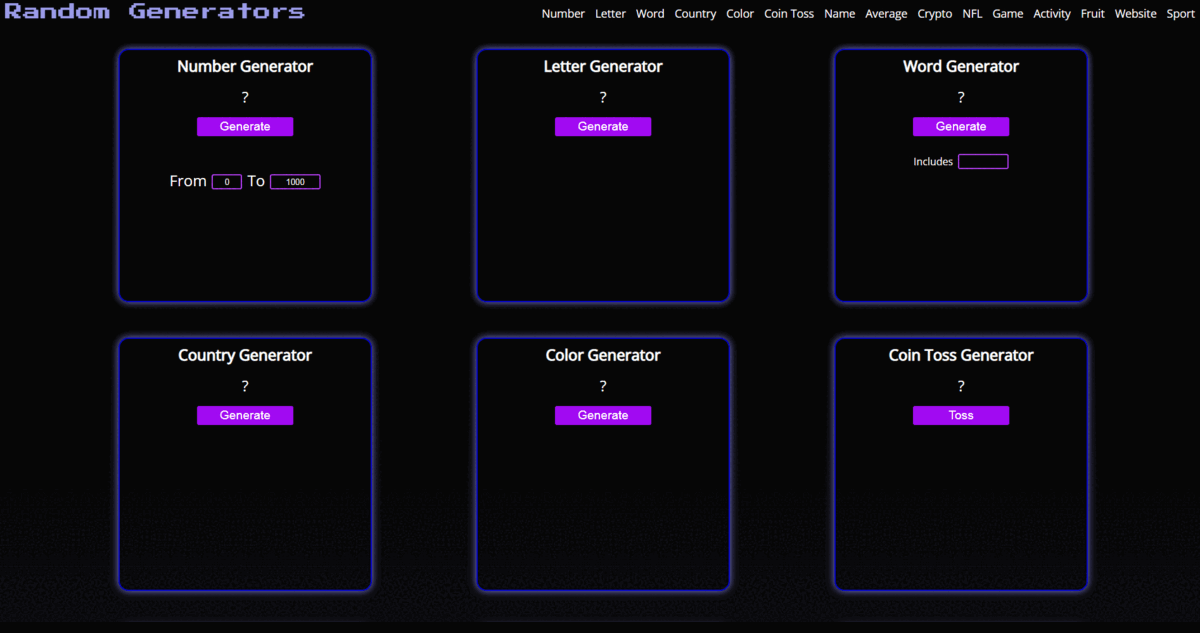 Random Generators
Number Letter Word Country Color Coin Toss Name Average Crypto NFL Game Activity Fruit Website Sport
Number Generator
?
Generate
From 0 To 1000
Letter Generator
?
Generate
Word Generator
?
Generate
Includes
Country Generator
?
Generate
Color Generator
?
Generate
Coin Toss Generator
?
Toss